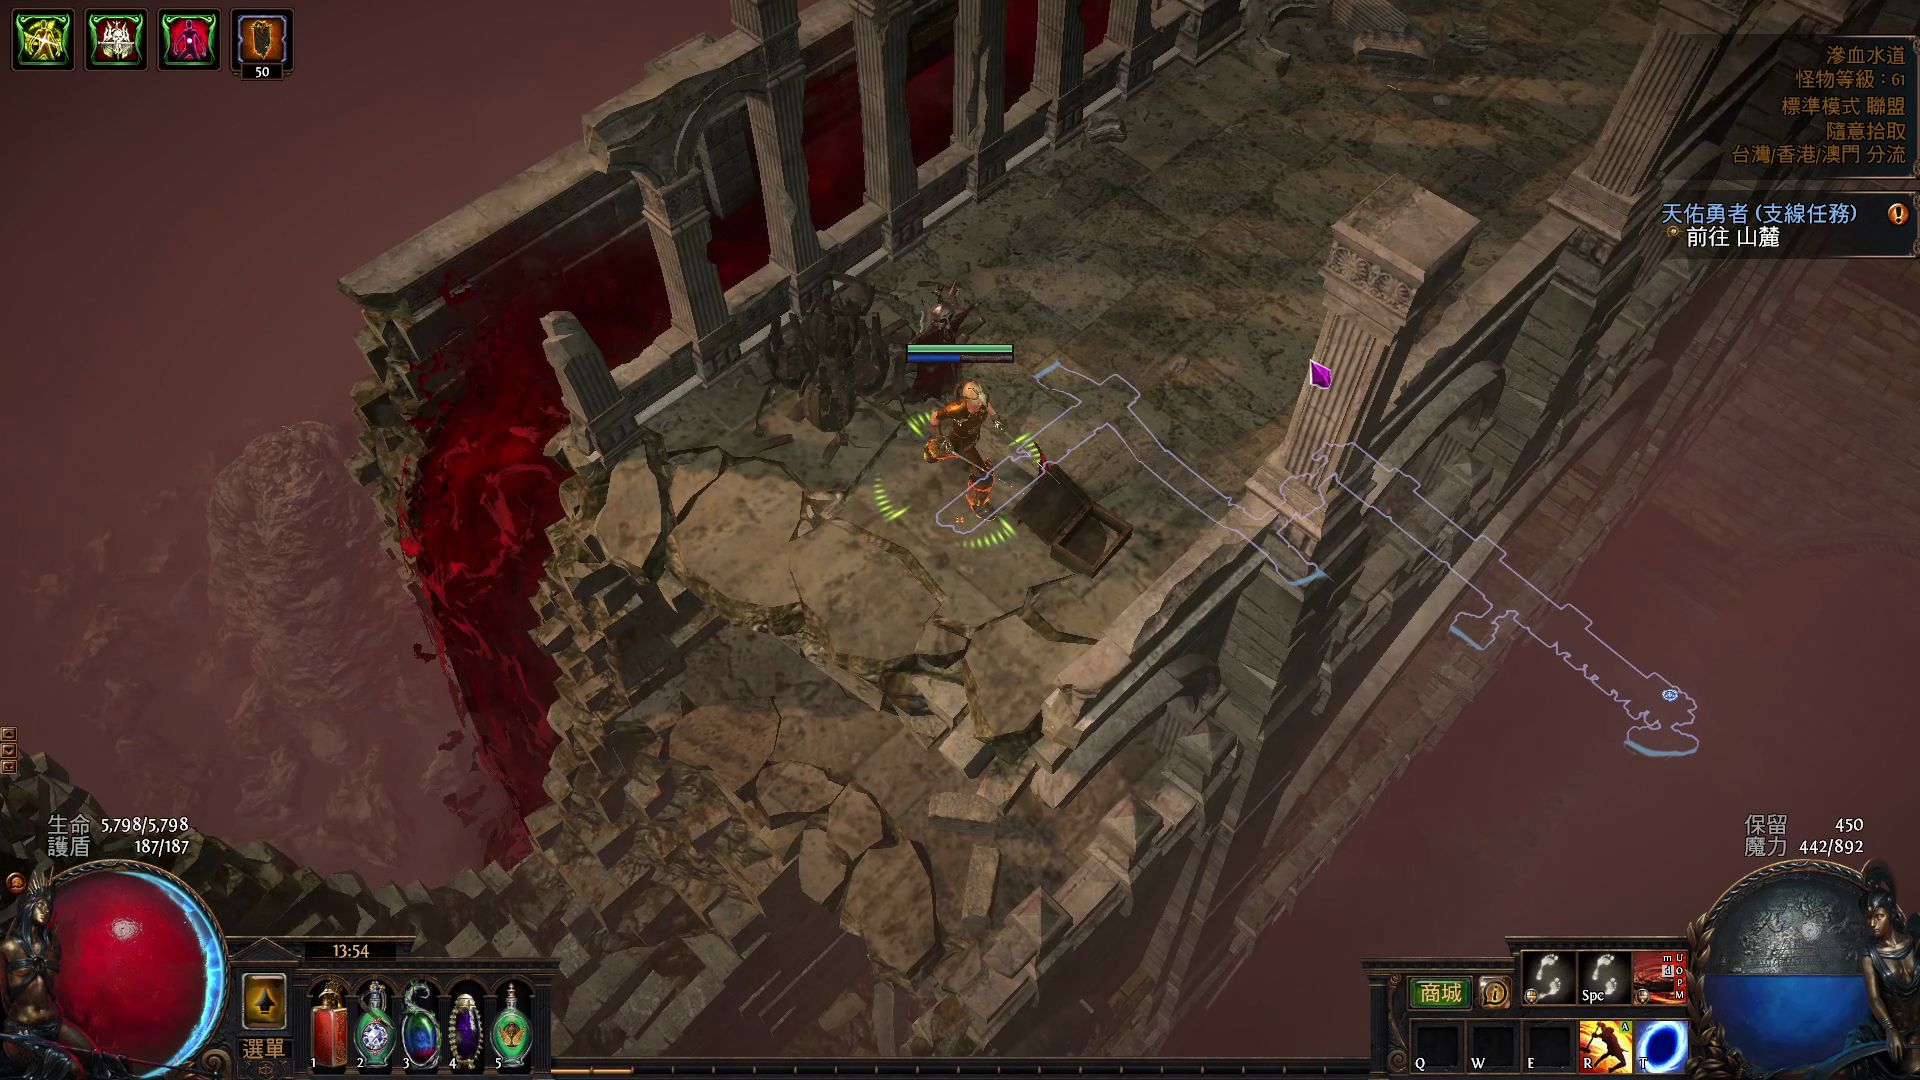 50
滲血水道
怪物等級：61
標準模式 聯盟
隨意拾取
台灣/香港/澳門 分流
天佑勇者 (支線任務)
前往 山麓
生命 5,798/5,798
護盾 187/187
保留 450
魔力 442/892
13:54
選單
1 2 3 4 5
商城
Spc
m U
d O
P
M
Q W E R A T